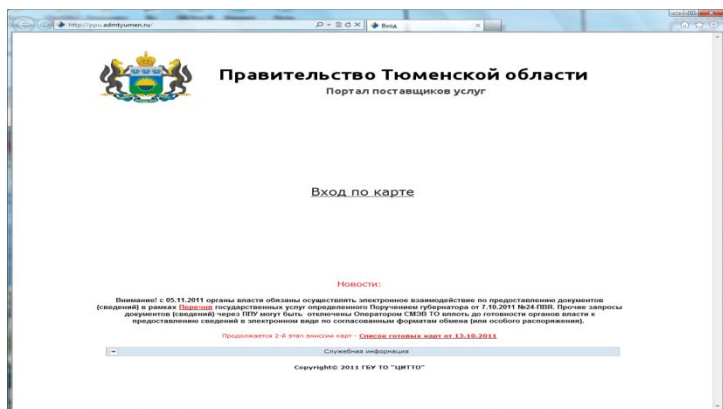 http://ppu.admtyumen.ru/
Вход
Правительство Тюменской области
Портал поставщиков услуг
Вход по карте
Новости:
Внимание! с 05.11.2011 органы власти обязаны осуществлять электронное взаимодействие по предоставлению документов
(сведений) в рамках Перечня государственных услуг определенного Поручением губернатора от 7.10.2011 №24-ПВЯ. Прочие запросы
документов (сведений) через ППУ могут быть отключены Оператором СМЭВ ТО вплоть до готовности органов власти к
предоставлению сведений в электронном виде по согласованным форматам обмена (или особого распоряжения).
Продолжается 2-й этап эмиссии карт - Список готовых карт от 13.10.2011
Служебная информация
Copyright© 2011 ГБУ ТО "ЦИТТО"